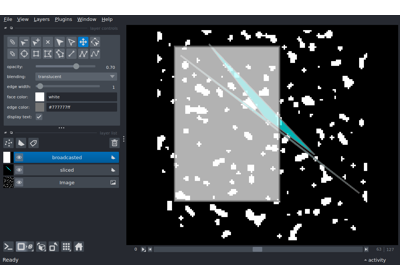 File View Layers Plugins Window Help
opacity: 0.70
blending: translucent
edge width: 1
face color: white
edge color: #777777ff
display text: ✓
broadcasted
sliced
Image
Ready
activity